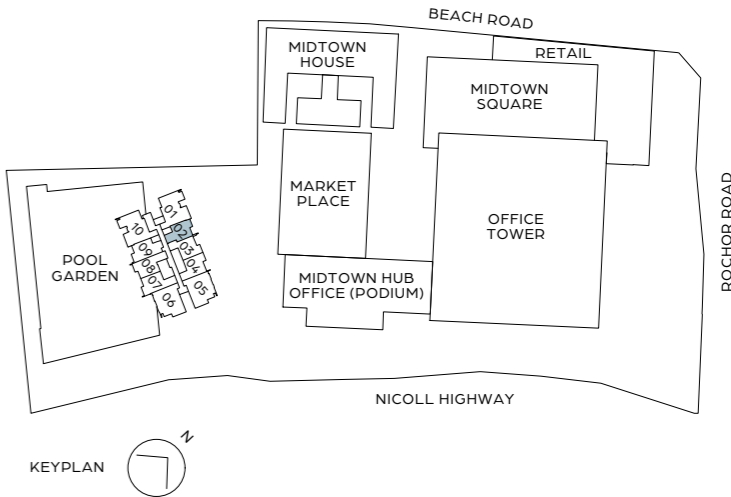 BEACH ROAD
MIDTOWN
HOUSE
RETAIL
MIDTOWN
SQUARE
ROCHOR ROAD
MARKET
PLACE
OFFICE
TOWER
POOL
GARDEN
01
02
03
04
05
10
09
08
07
06
MIDTOWN HUB
OFFICE (PODIUM)
NICOLL HIGHWAY
KEYPLAN
N